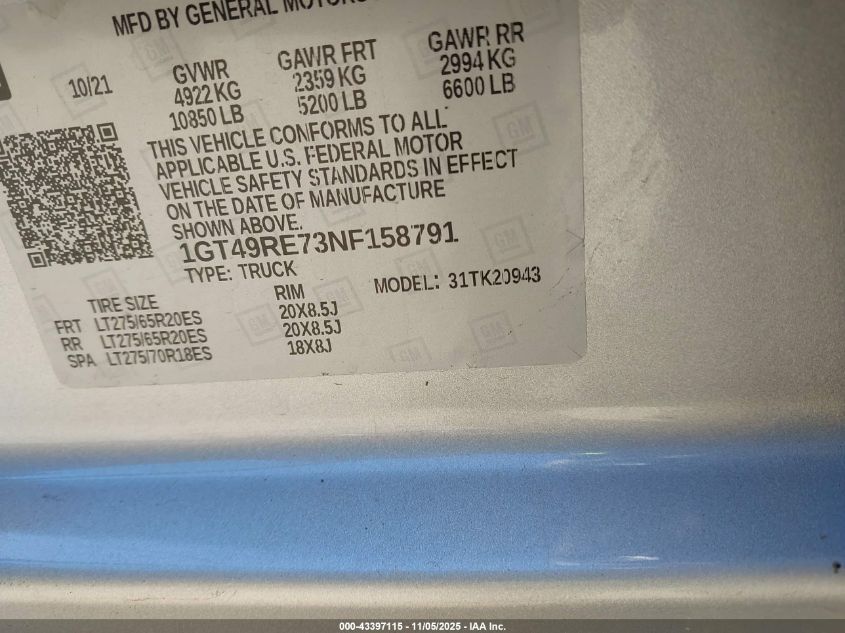 MFD BY GENERAL MOTORS
10/21
GVWR
4922 KG
10850 LB
GAWR FRT
2359 KG
5200 LB
GAWR RR
2994 KG
6600 LB
THIS VEHICLE CONFORMS TO ALL
APPLICABLE U.S. FEDERAL MOTOR
VEHICLE SAFETY STANDARDS IN EFFECT
ON THE DATE OF MANUFACTURE
SHOWN ABOVE.
1GT49RE73NF158791
TYPE: TRUCK
MODEL: 31TK20943
TIRE SIZE RIM
FRT LT275/65R20ES 20X8.5J
RR LT275/65R20ES 20X8.5J
SPA LT275/70R18ES 18X8J
000-43397115 - 11/05/2025 - IAA Inc.